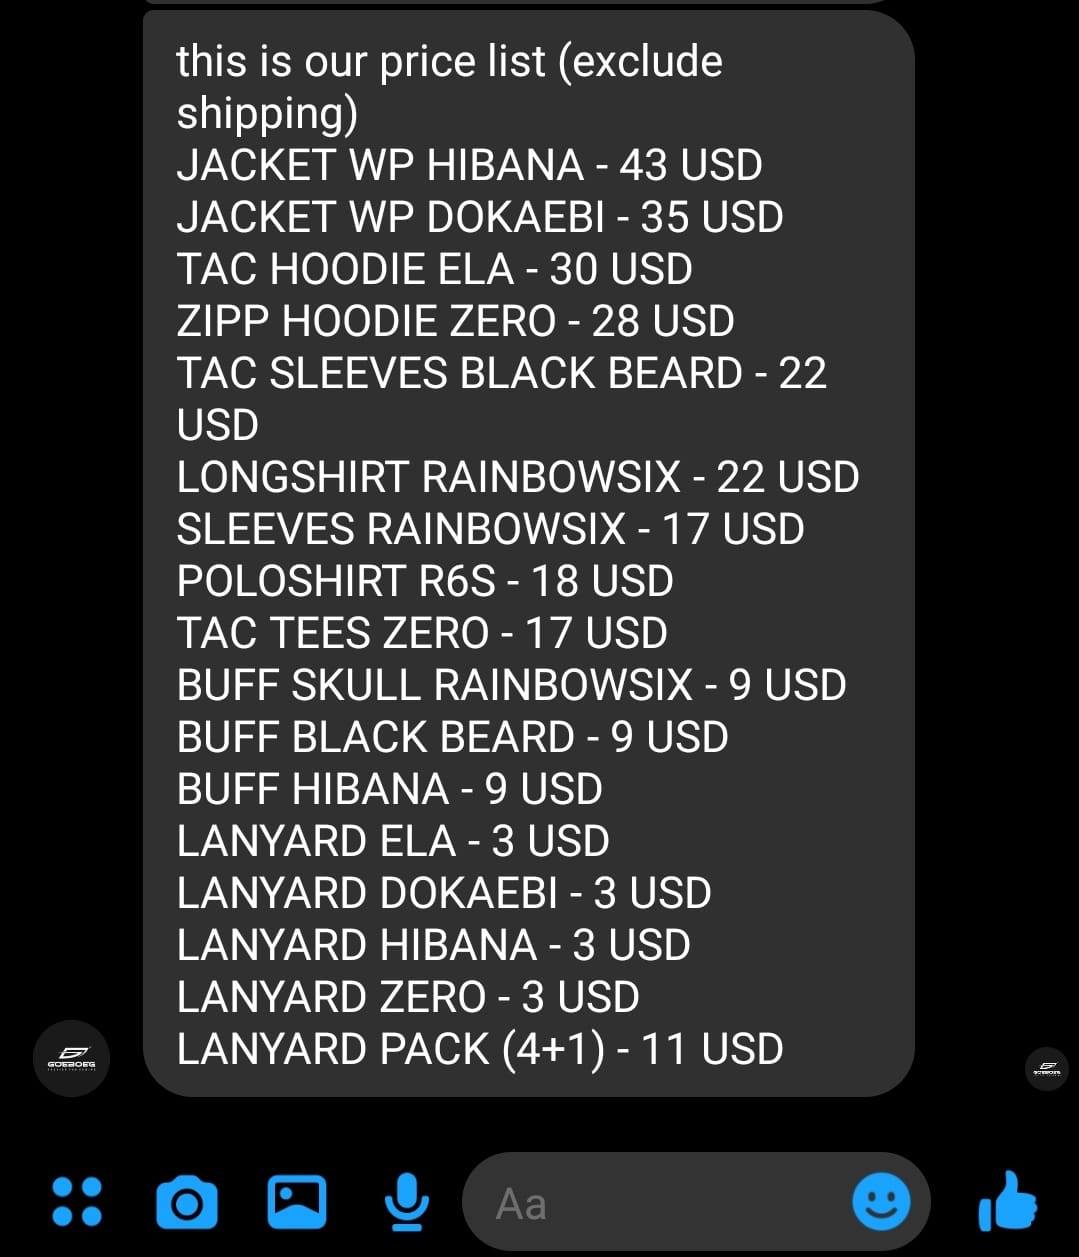 this is our price list (exclude
shipping)
JACKET WP HIBANA - 43 USD
JACKET WP DOKAEBI - 35 USD
TAC HOODIE ELA - 30 USD
ZIPP HOODIE ZERO - 28 USD
TAC SLEEVES BLACK BEARD - 22
USD
LONGSHIRT RAINBOWSIX - 22 USD
SLEEVES RAINBOWSIX - 17 USD
POLOSHIRT R6S - 18 USD
TAC TEES ZERO - 17 USD
BUFF SKULL RAINBOWSIX - 9 USD
BUFF BLACK BEARD - 9 USD
BUFF HIBANA - 9 USD
LANYARD ELA - 3 USD
LANYARD DOKAEBI - 3 USD
LANYARD HIBANA - 3 USD
LANYARD ZERO - 3 USD
LANYARD PACK (4+1) - 11 USD
GOEBOEG
Aa